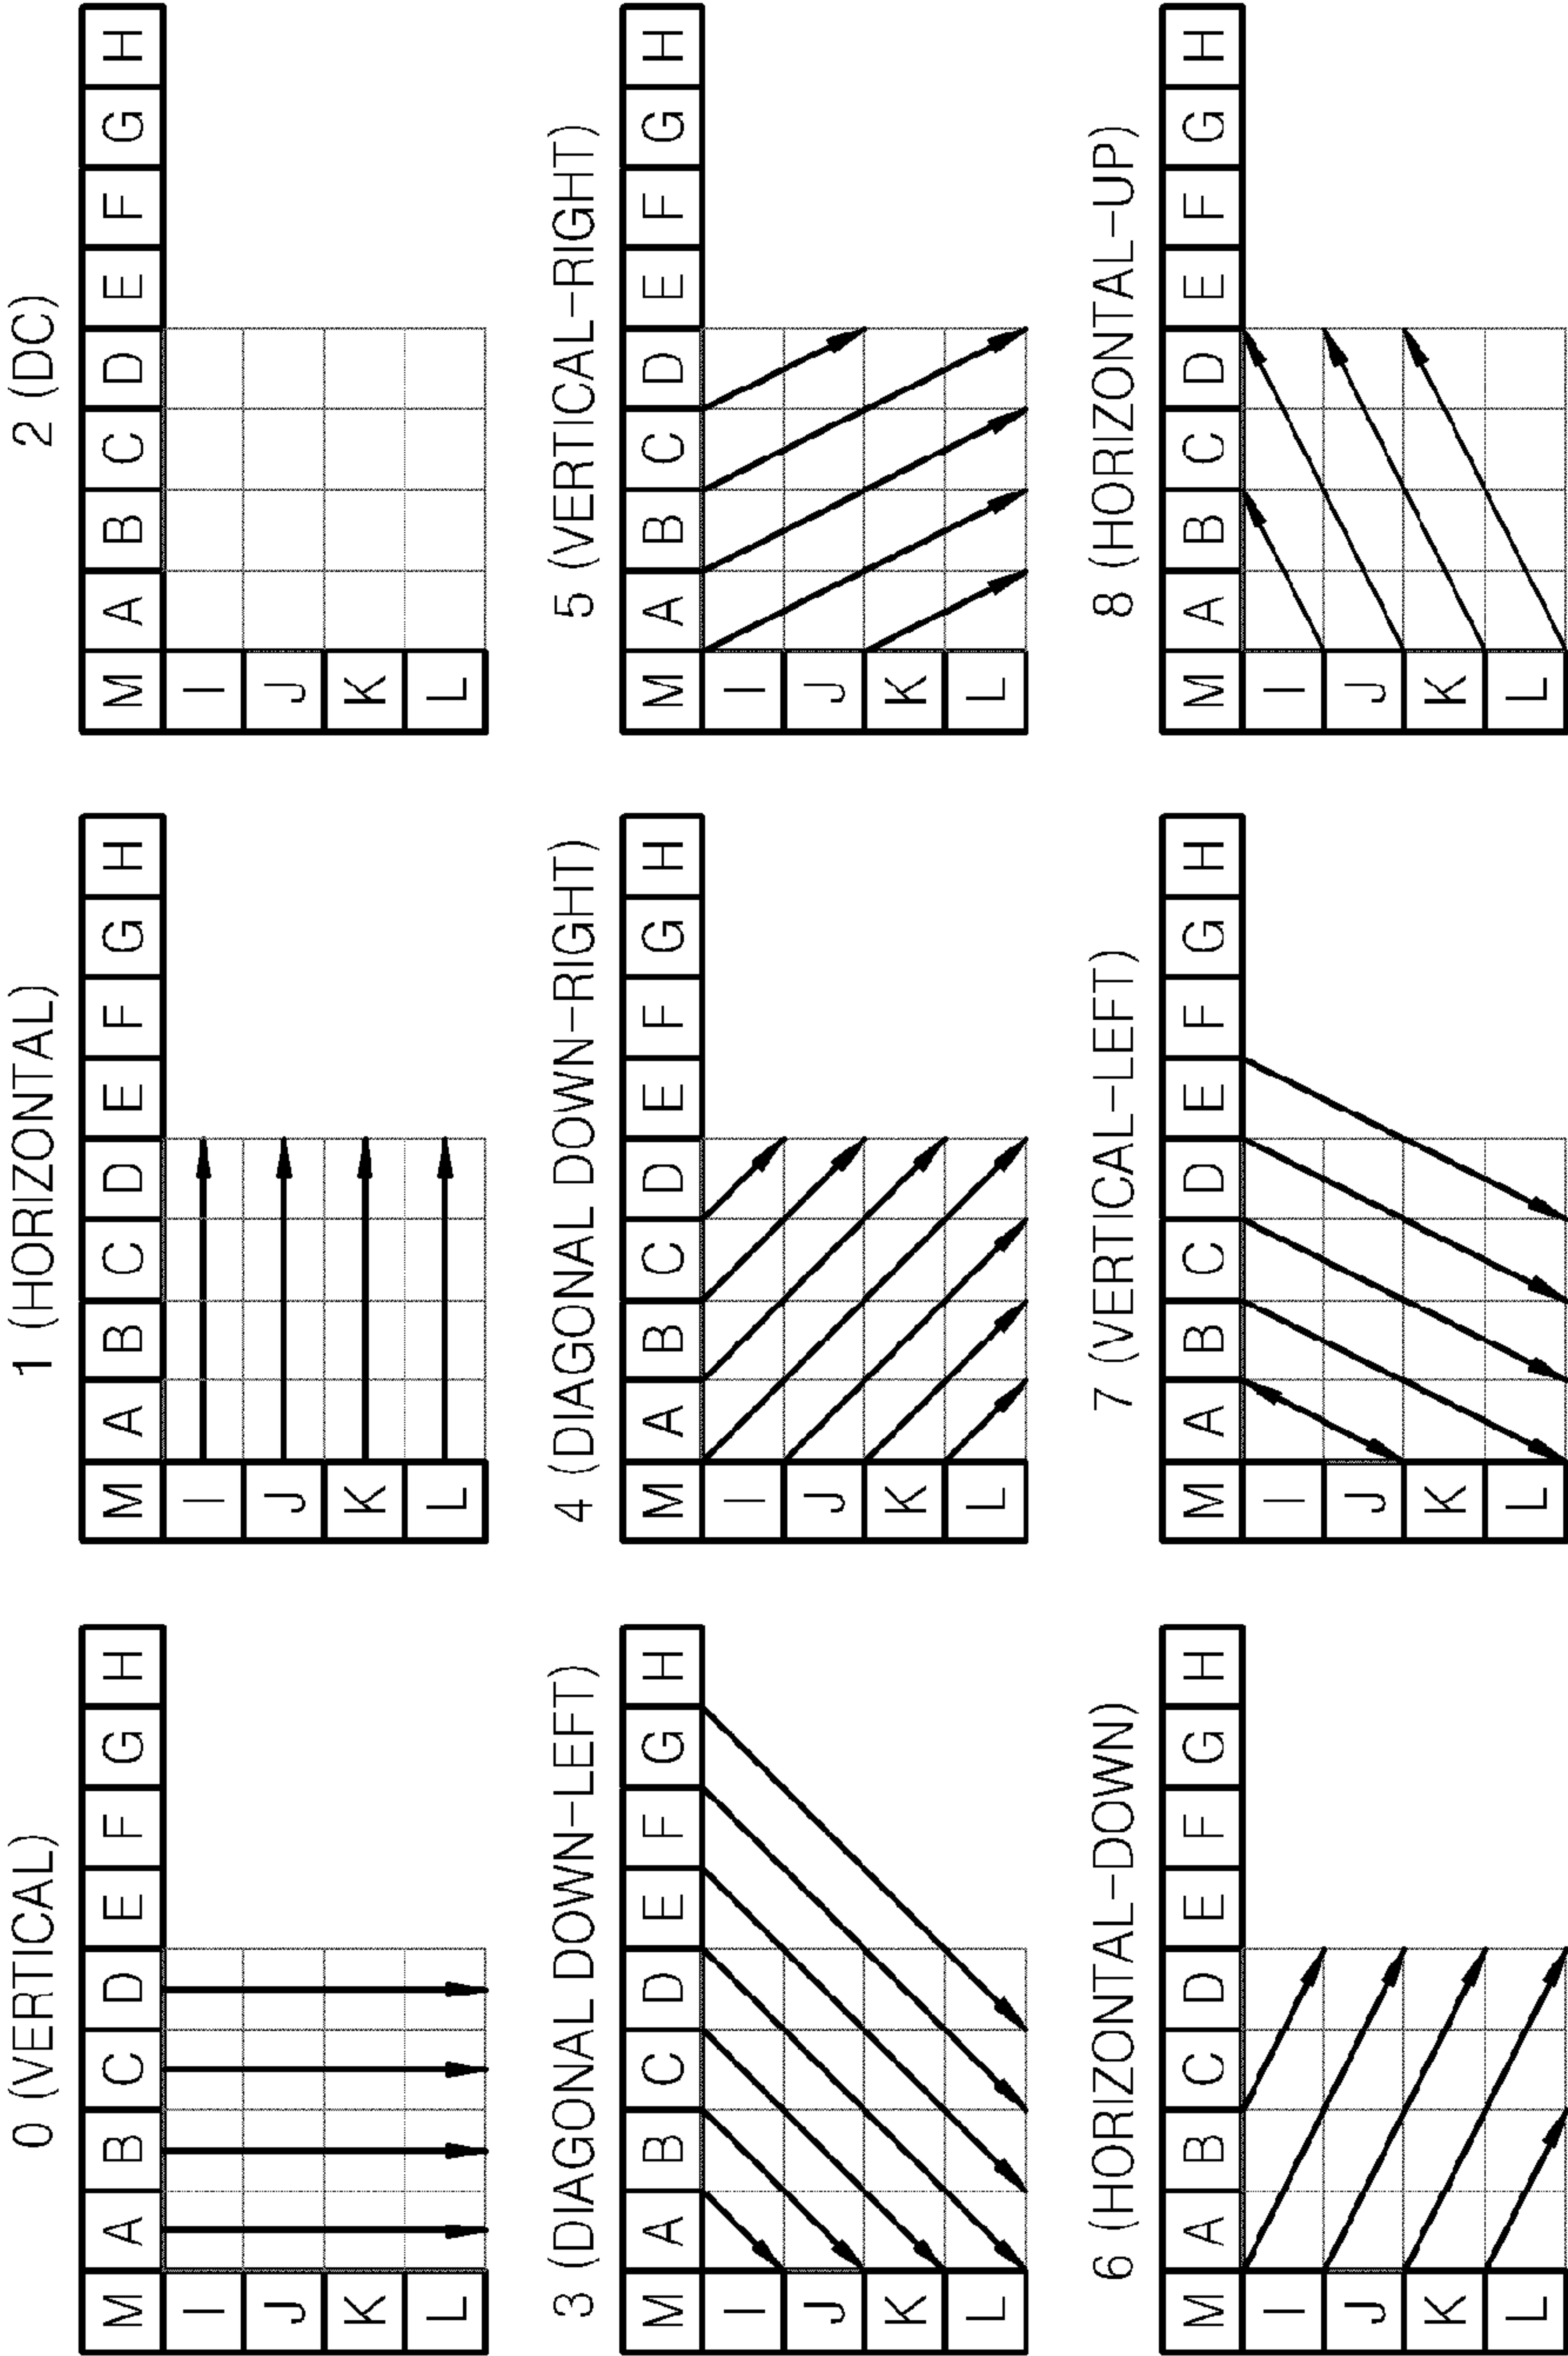 0 (VERTICAL)
M A B C D E F G H
I
J
K
L
1 (HORIZONTAL)
M A B C D E F G H
I
J
K
L
2 (DC)
M A B C D E F G H
I
J
K
L
3 (DIAGONAL DOWN-LEFT)
M A B C D E F G H
I
J
K
L
4 (DIAGONAL DOWN-RIGHT)
M A B C D E F G H
I
J
K
L
5 (VERTICAL-RIGHT)
M A B C D E F G H
I
J
K
L
6 (HORIZONTAL-DOWN)
M A B C D E F G H
I
J
K
L
7 (VERTICAL-LEFT)
M A B C D E F G H
I
J
K
L
8 (HORIZONTAL-UP)
M A B C D E F G H
I
J
K
L